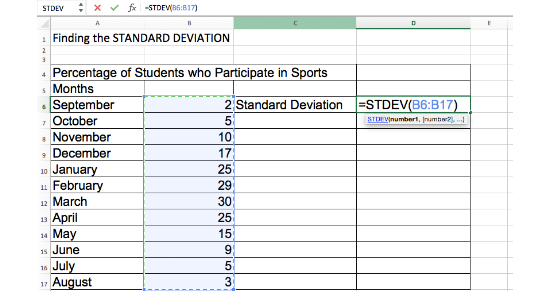 STDEV fx =STDEV(B6:B17)
A B C D E
1 Finding the STANDARD DEVIATION
2
3
4 Percentage of Students who Participate in Sports
5 Months
6 September 2 Standard Deviation =STDEV(B6:B17)
7 October 5 STDEV(number1, [number2], ...)
8 November 10
9 December 17
10 January 25
11 February 29
12 March 30
13 April 25
14 May 15
15 June 9
16 July 5
17 August 3